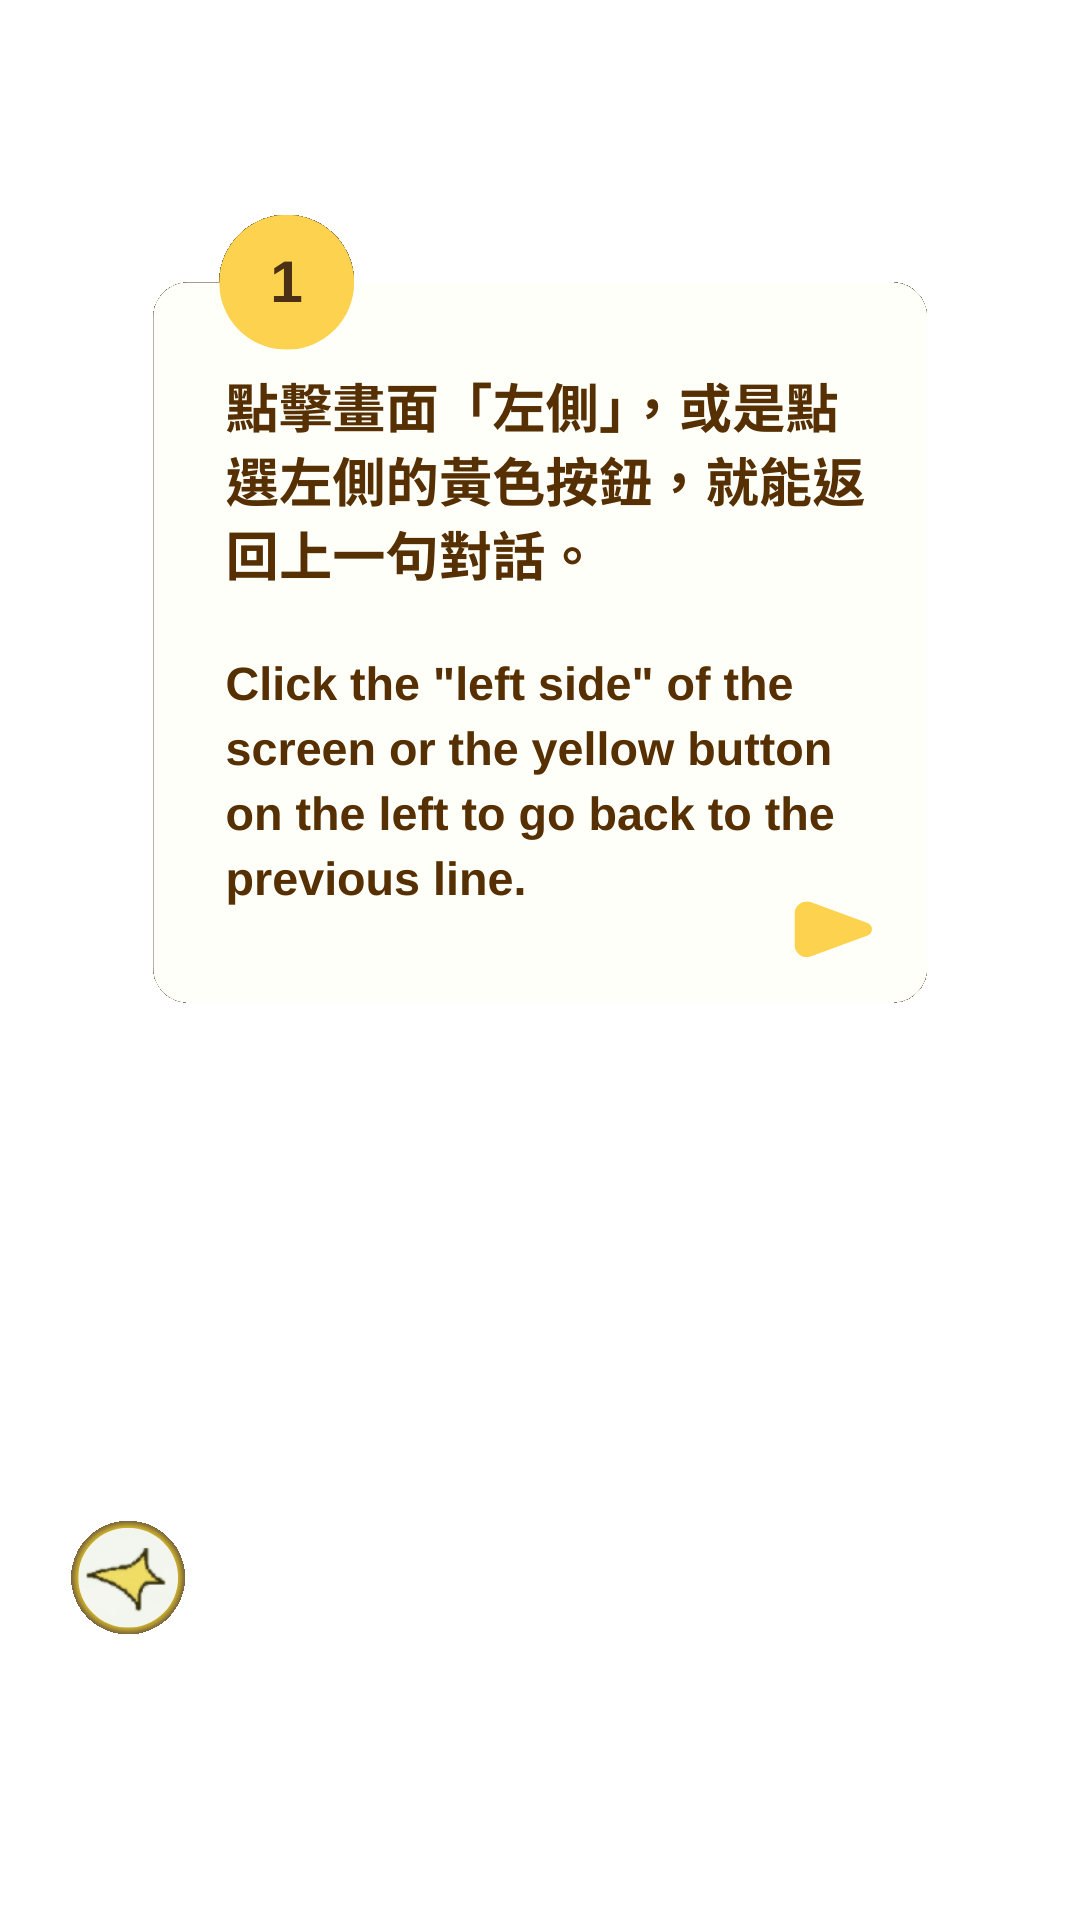 1
點擊畫面「左側」，或是點
選左側的黃色按鈕，就能返
回上一句對話。
Click the "left side" of the
screen or the yellow button
on the left to go back to the
previous line.